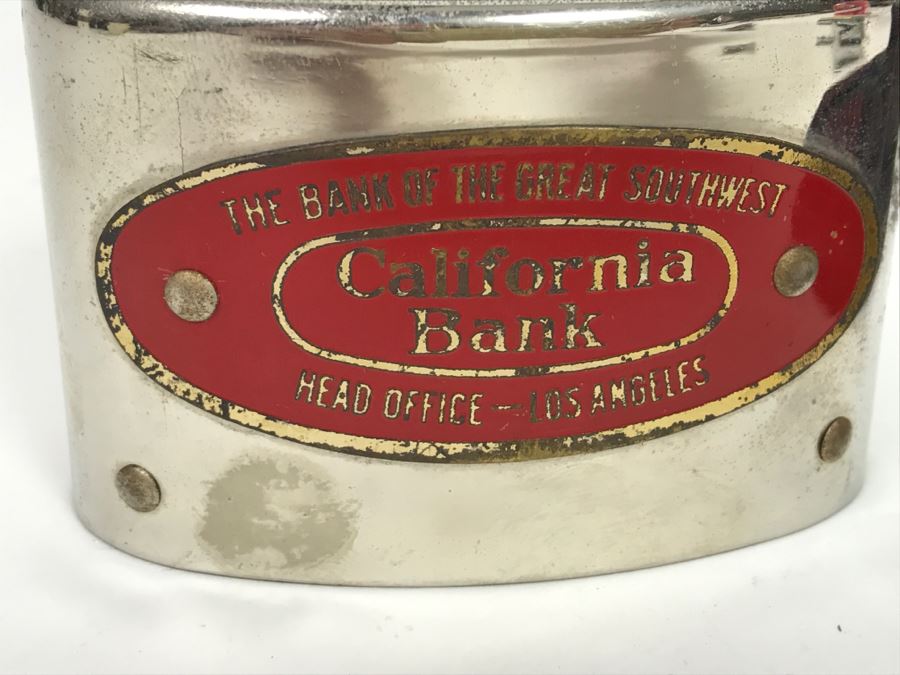 THE BANK OF THE GREAT SOUTHWEST
California
Bank
HEAD OFFICE — LOS ANGELES